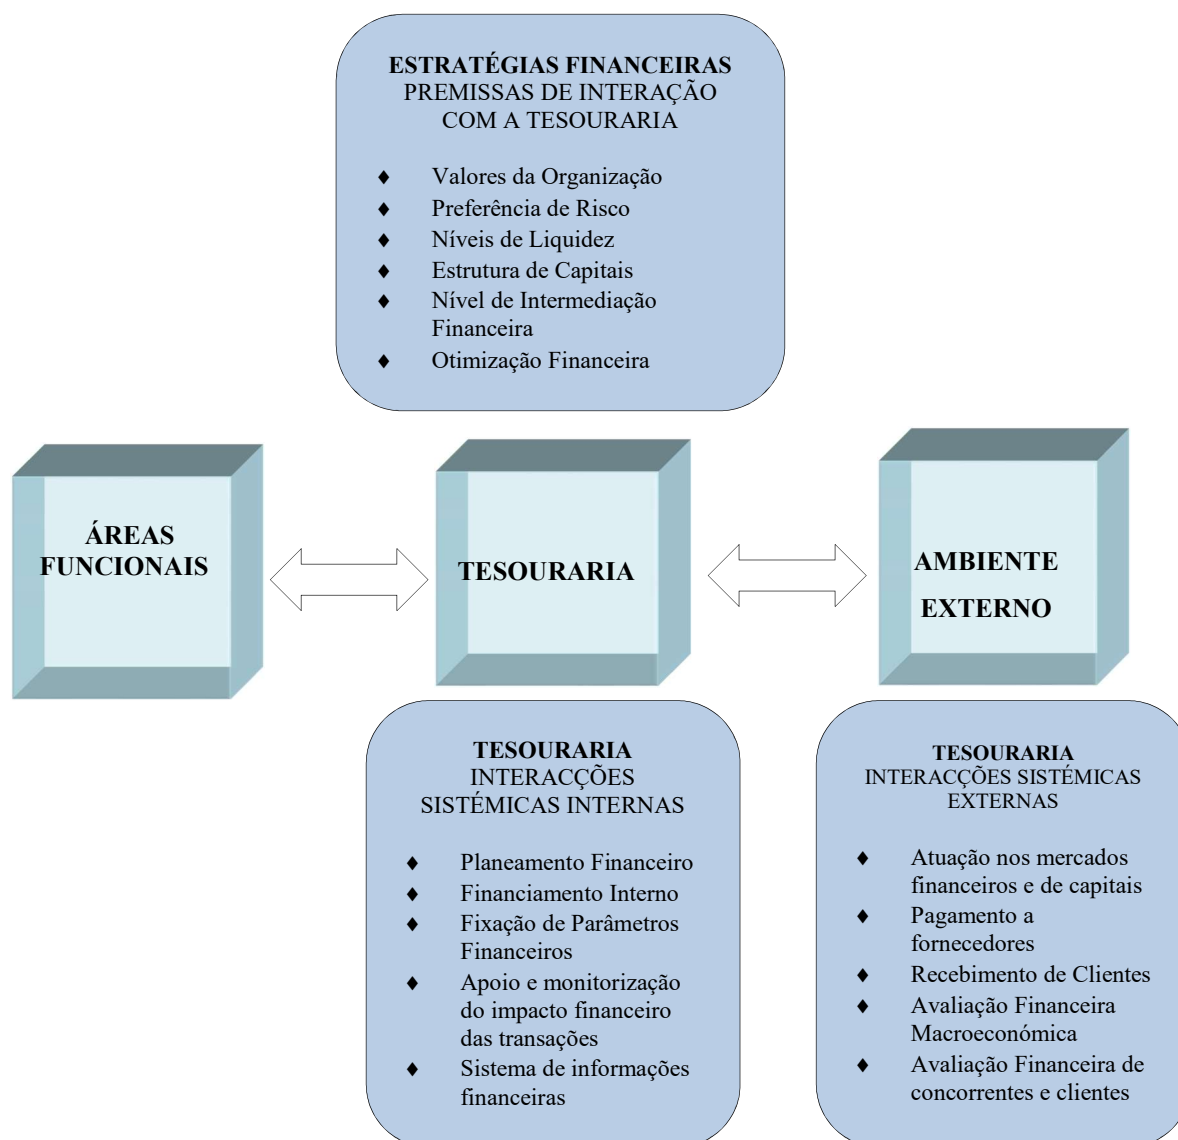 ESTRATÉGIAS FINANCEIRAS
PREMISSAS DE INTERAÇÃO
COM A TESOURARIA
♦ Valores da Organização
♦ Preferência de Risco
♦ Níveis de Liquidez
♦ Estrutura de Capitais
♦ Nível de Intermediação
Financeira
♦ Otimização Financeira
ÁREAS
FUNCIONAIS
TESOURARIA
AMBIENTE
EXTERNO
TESOURARIA
INTERACÇÕES
SISTÉMICAS INTERNAS
♦ Planeamento Financeiro
♦ Financiamento Interno
♦ Fixação de Parâmetros
Financeiros
♦ Apoio e monitorização
do impacto financeiro
das transações
♦ Sistema de informações
financeiras
TESOURARIA
INTERACÇÕES SISTÉMICAS
EXTERNAS
♦ Atuação nos mercados
financeiros e de capitais
♦ Pagamento a
fornecedores
♦ Recebimento de Clientes
♦ Avaliação Financeira
Macroeconómica
♦ Avaliação Financeira de
concorrentes e clientes